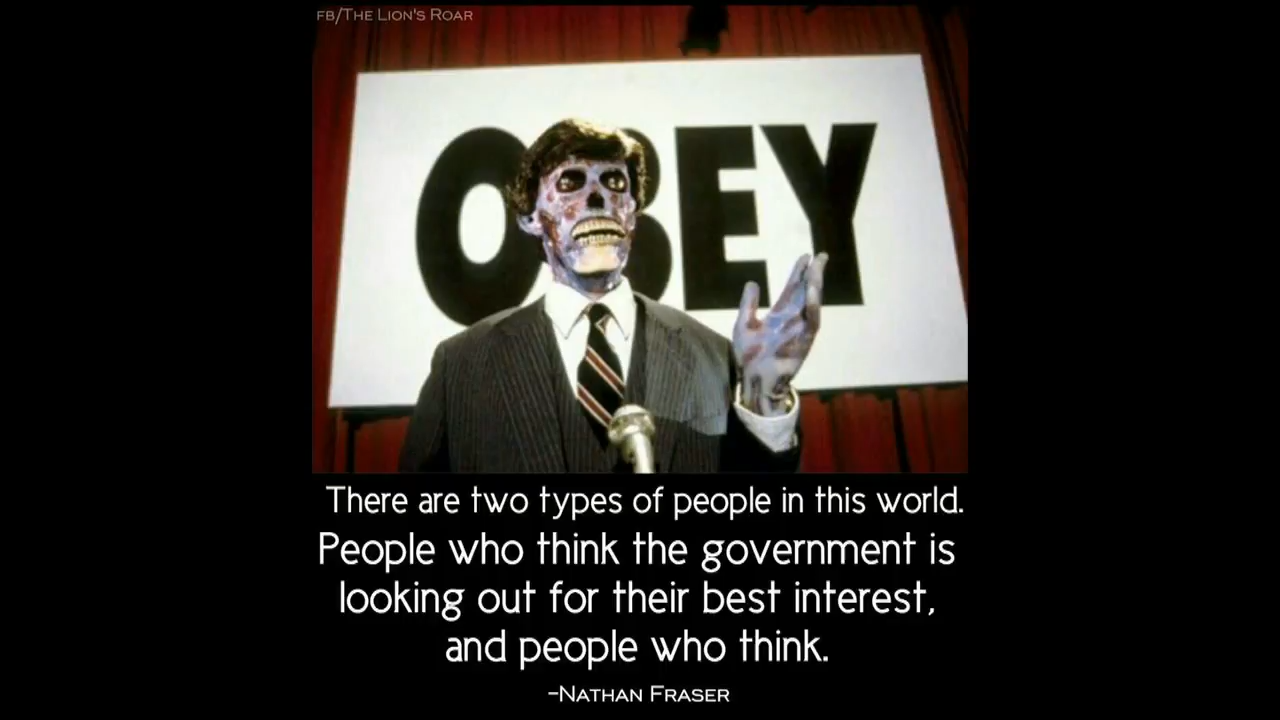 FB/THE LION'S ROAR
OBEY
There are two types of people in this world.
People who think the government is
looking out for their best interest,
and people who think.
-NATHAN FRASER